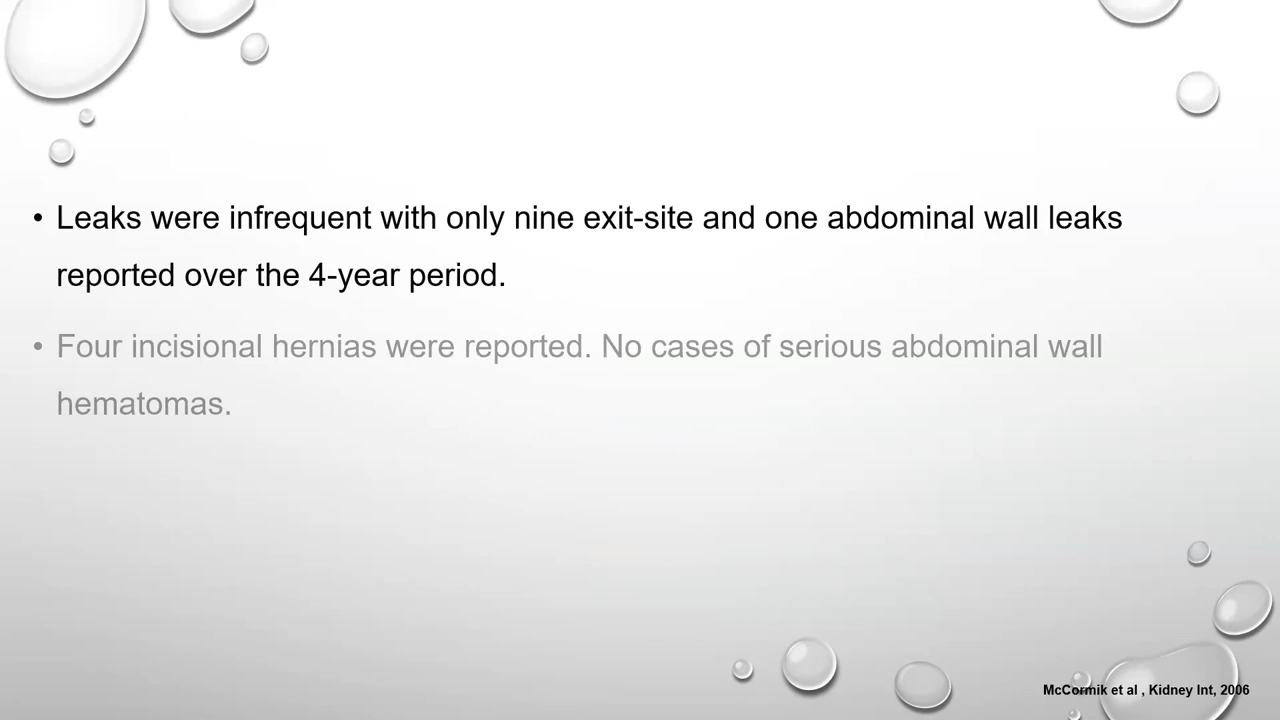 • Leaks were infrequent with only nine exit-site and one abdominal wall leaks
reported over the 4-year period.
• Four incisional hernias were reported. No cases of serious abdominal wall
hematomas.
McCormik et al , Kidney Int, 2006